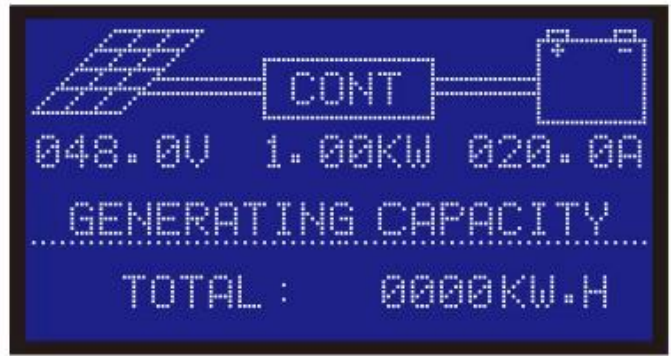 + -
CONT
048.0V 1.00KW 020.0A
GENERATING CAPACITY
TOTAL: 0000KW.H